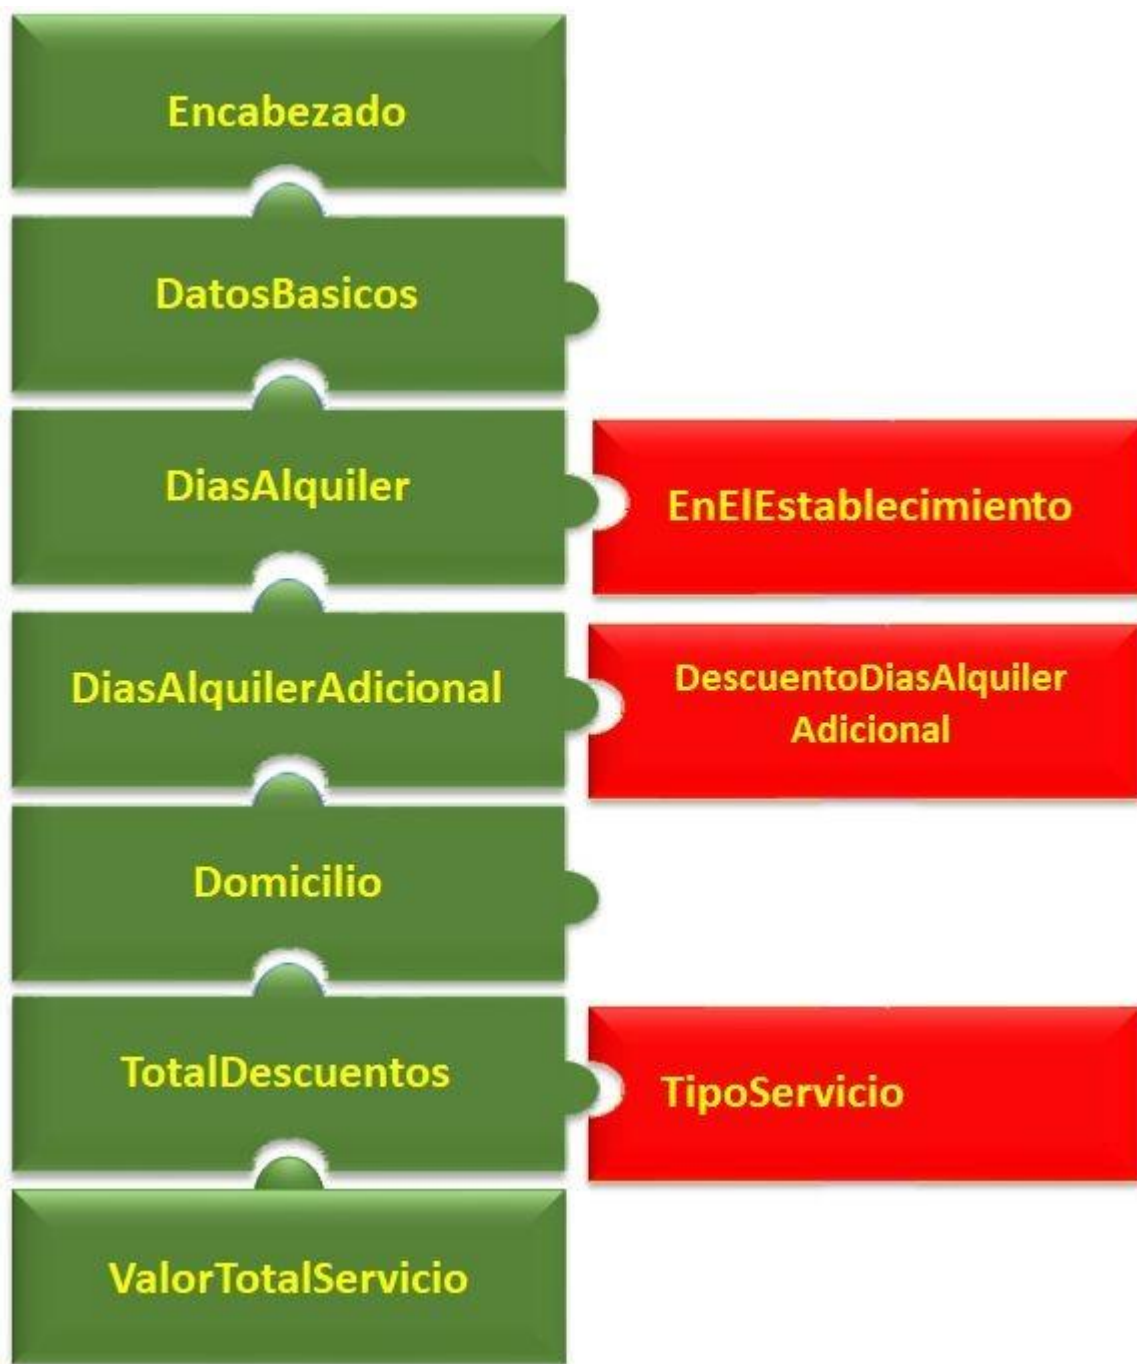 Encabezado
DatosBasicos
DiasAlquiler
EnElEstablecimiento
DiasAlquilerAdicional
DescuentoDiasAlquiler
Adicional
Domicilio
TotalDescuentos
TipoServicio
ValorTotalServicio